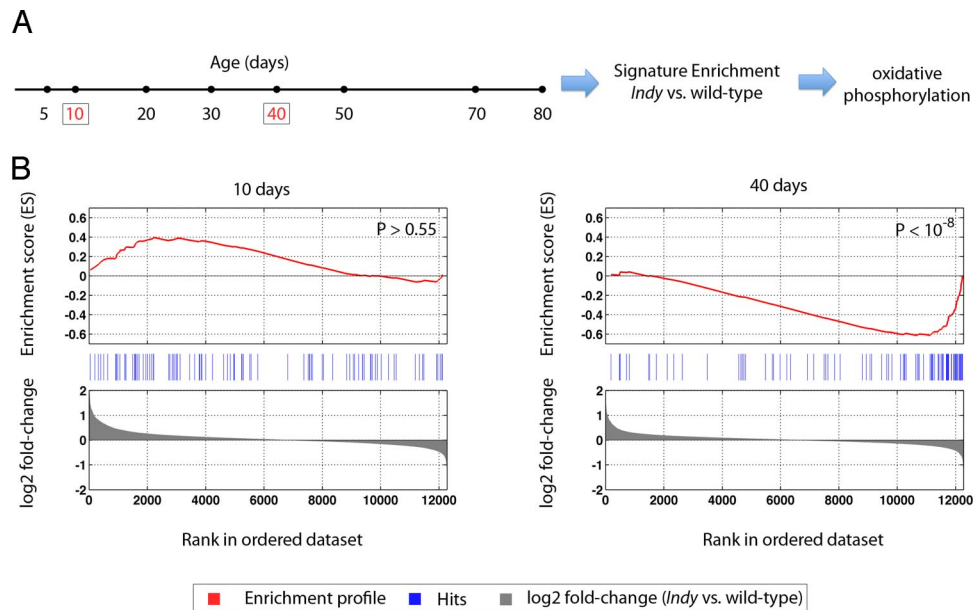 A
Age (days)
5 10 20 30 40 50 70 80
Signature Enrichment
Indy vs. wild-type
oxidative
phosphorylation
B
10 days
Enrichment score (ES)
0.6
0.4
0.2
0
-0.2
-0.4
-0.6
P > 0.55
log2 fold-change
2
1
0
-1
-2
0 2000 4000 6000 8000 10000 12000
Rank in ordered dataset
40 days
Enrichment score (ES)
0.6
0.4
0.2
0
-0.2
-0.4
-0.6
P < 10⁻⁸
log2 fold-change
2
1
0
-1
-2
0 2000 4000 6000 8000 10000 12000
Rank in ordered dataset
Enrichment profile Hits log2 fold-change (Indy vs. wild-type)